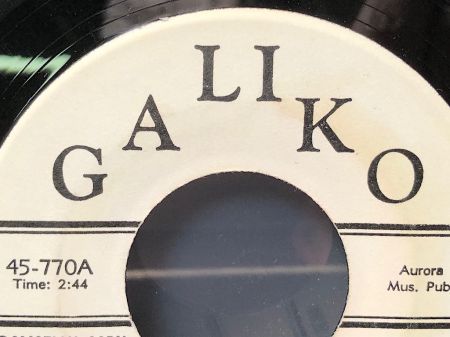 GALIKO
45-770A
Time: 2:44
Aurora
Mus. Pub